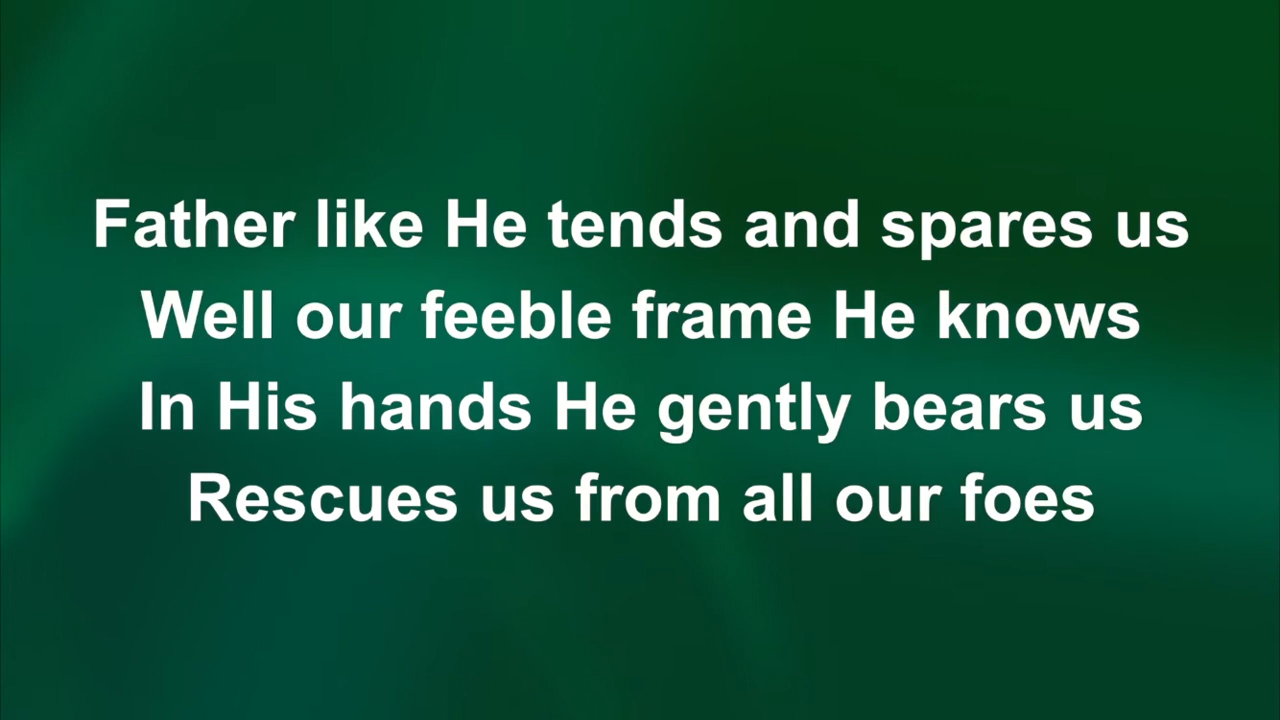 Father like He tends and spares us
Well our feeble frame He knows
In His hands He gently bears us
Rescues us from all our foes